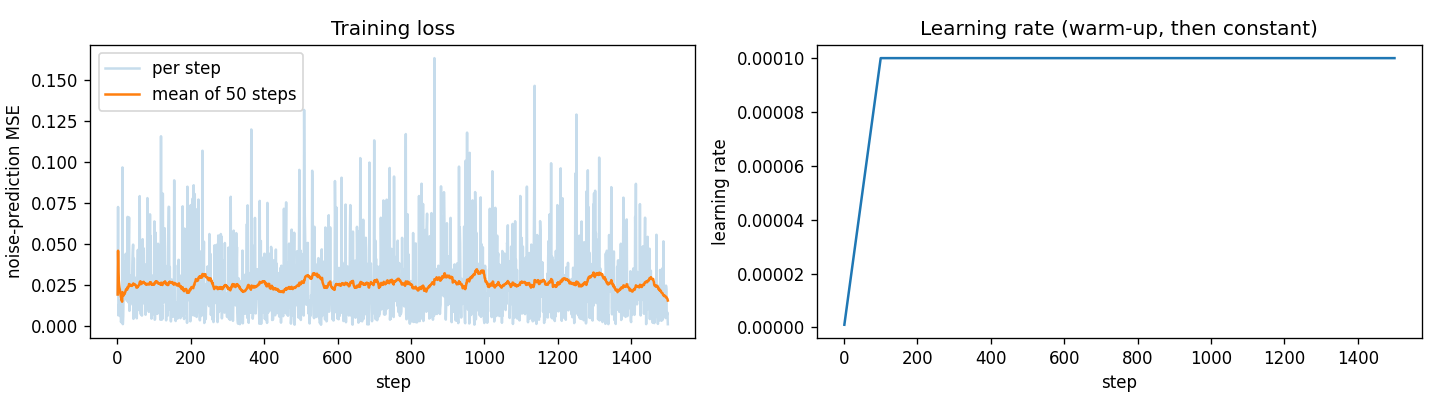 Training loss
per step
mean of 50 steps
noise-prediction MSE
0.150
0.125
0.100
0.075
0.050
0.025
0.000
0 200 400 600 800 1000 1200 1400
step
Learning rate (warm-up, then constant)
learning rate
0.00010
0.00008
0.00006
0.00004
0.00002
0.00000
0 200 400 600 800 1000 1200 1400
step